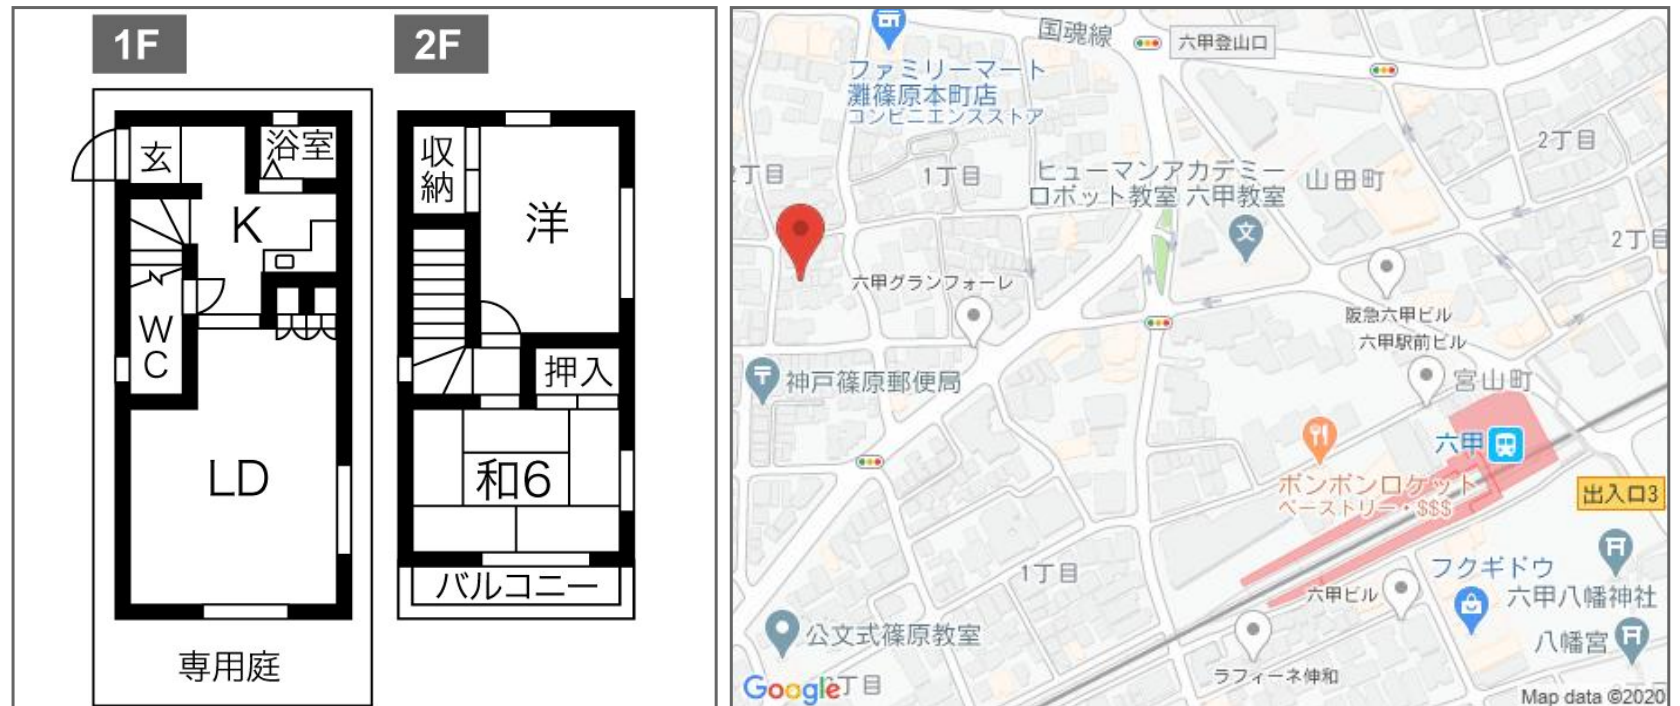 1F
2F
玄
浴室
K
WC
LD
専用庭
収納
洋
押入
和6
バルコニー
国魂線
六甲登山口
ファミリーマート
灘篠原本町店
コンビニエンスストア
2丁目
2丁目
1丁目
ヒューマンアカデミー
ロボット教室 六甲教室
山田町
文
2丁目
六甲グランフォーレ
阪急六甲ビル
六甲駅前ビル
神戸篠原郵便局
宮山町
六甲
ボンボンロケット
ペーストリー・$$$
出入口3
1丁目
フクギドウ
六甲ビル
六甲八幡神社
公文式篠原教室
八幡宮
ラフィーネ伸和
Google
丁目
Map data ©2020